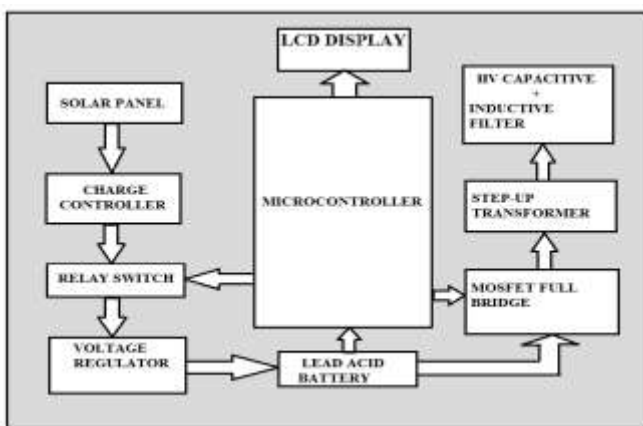 LCD DISPLAY
SOLAR PANEL
CHARGE
CONTROLLER
RELAY SWITCH
VOLTAGE
REGULATOR
MICROCONTROLLER
LEAD ACID
BATTERY
HV CAPACITIVE
+
INDUCTIVE
FILTER
STEP-UP
TRANSFORMER
MOSFET FULL
BRIDGE